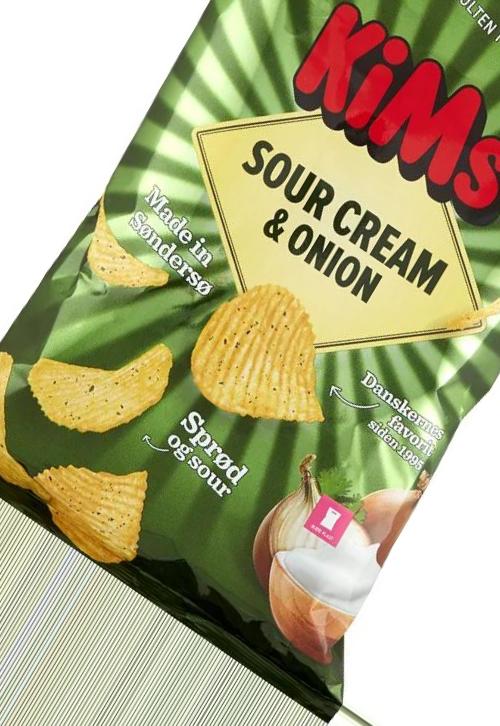 KiMs
SOUR CREAM
& ONION
Made in
Søndersø
Danskernes
favorit
siden 1995
Sprød
og sour